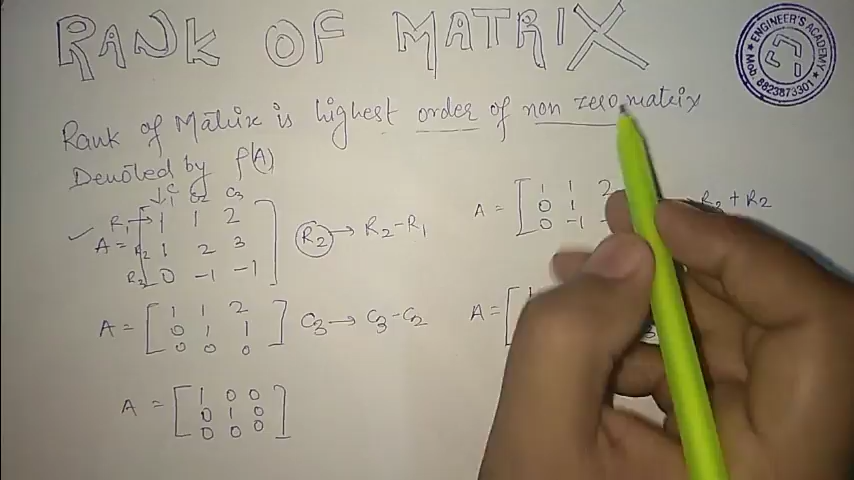 RANK OF MATRIX
ENGINEER'S ACADEMY
Mob. 8823873301
Rank of Matrix is highest order of non zero matrix
Denoted by ρ(A)
C1 C2 C3
R1 → 1 1 2
A = R2 1 2 3
R3 0 -1 -1
R2 → R2-R1
A = 1 1 2
0 1
0 -1
R3 + R2
A = 1 1 2
0 1 1
0 0 0
C3 → C3-C2
A =
A = 1 0 0
0 1 0
0 0 0